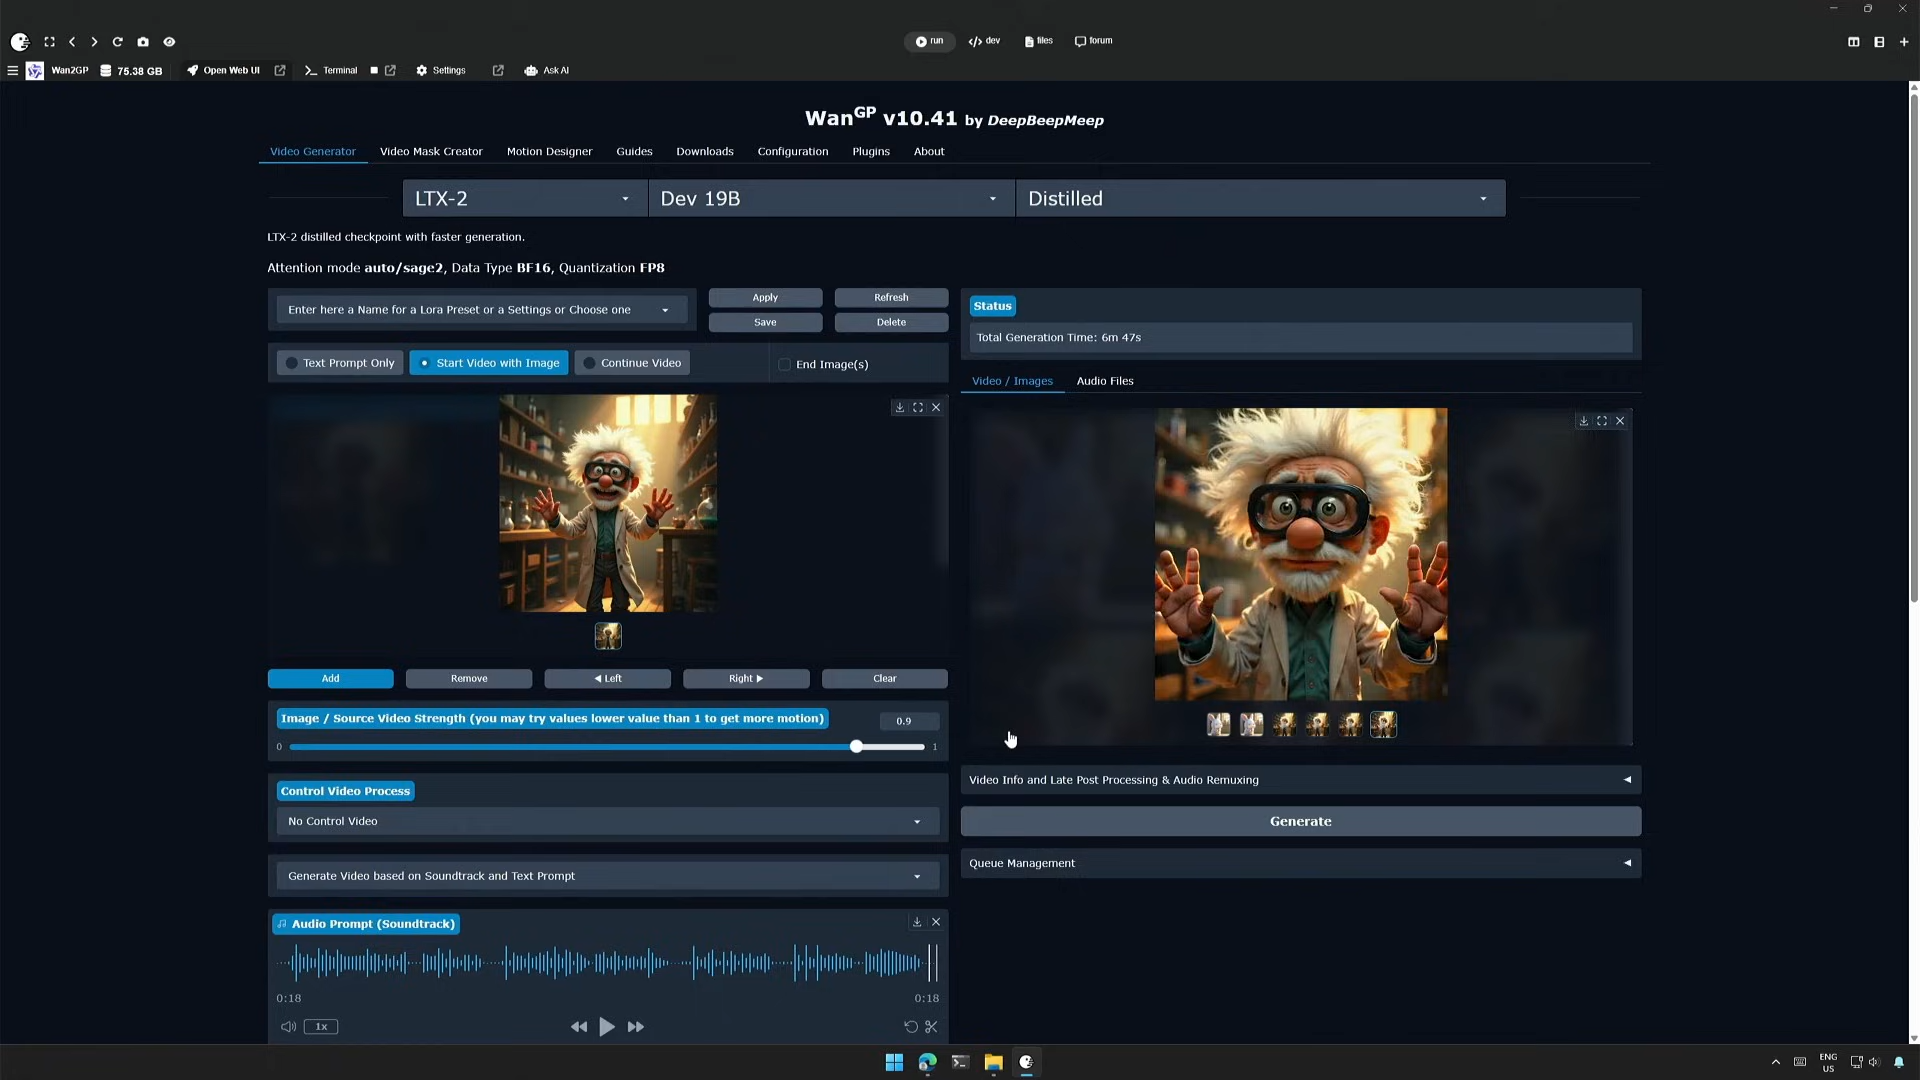 run
dev
files
forum
Wan2GP
75.38 GB
Open Web UI
Terminal
Settings
Ask AI
WanGP v10.41 by DeepBeepMeep
Video Generator
Video Mask Creator
Motion Designer
Guides
Downloads
Configuration
Plugins
About
LTX-2
Dev 19B
Distilled
LTX-2 distilled checkpoint with faster generation.
Attention mode auto/sage2, Data Type BF16, Quantization FP8
Enter here a Name for a Lora Preset or a Settings or Choose one
Apply
Refresh
Save
Delete
Text Prompt Only
Start Video with Image
Continue Video
End Image(s)
Add
Remove
Left
Right
Clear
Image / Source Video Strength (you may try values lower value than 1 to get more motion)
0.9
0
1
Control Video Process
No Control Video
Generate Video based on Soundtrack and Text Prompt
Audio Prompt (Soundtrack)
0:18
0:18
1x
Status
Total Generation Time: 6m 47s
Video / Images
Audio Files
Video Info and Late Post Processing & Audio Remuxing
Generate
Queue Management
ENG
US